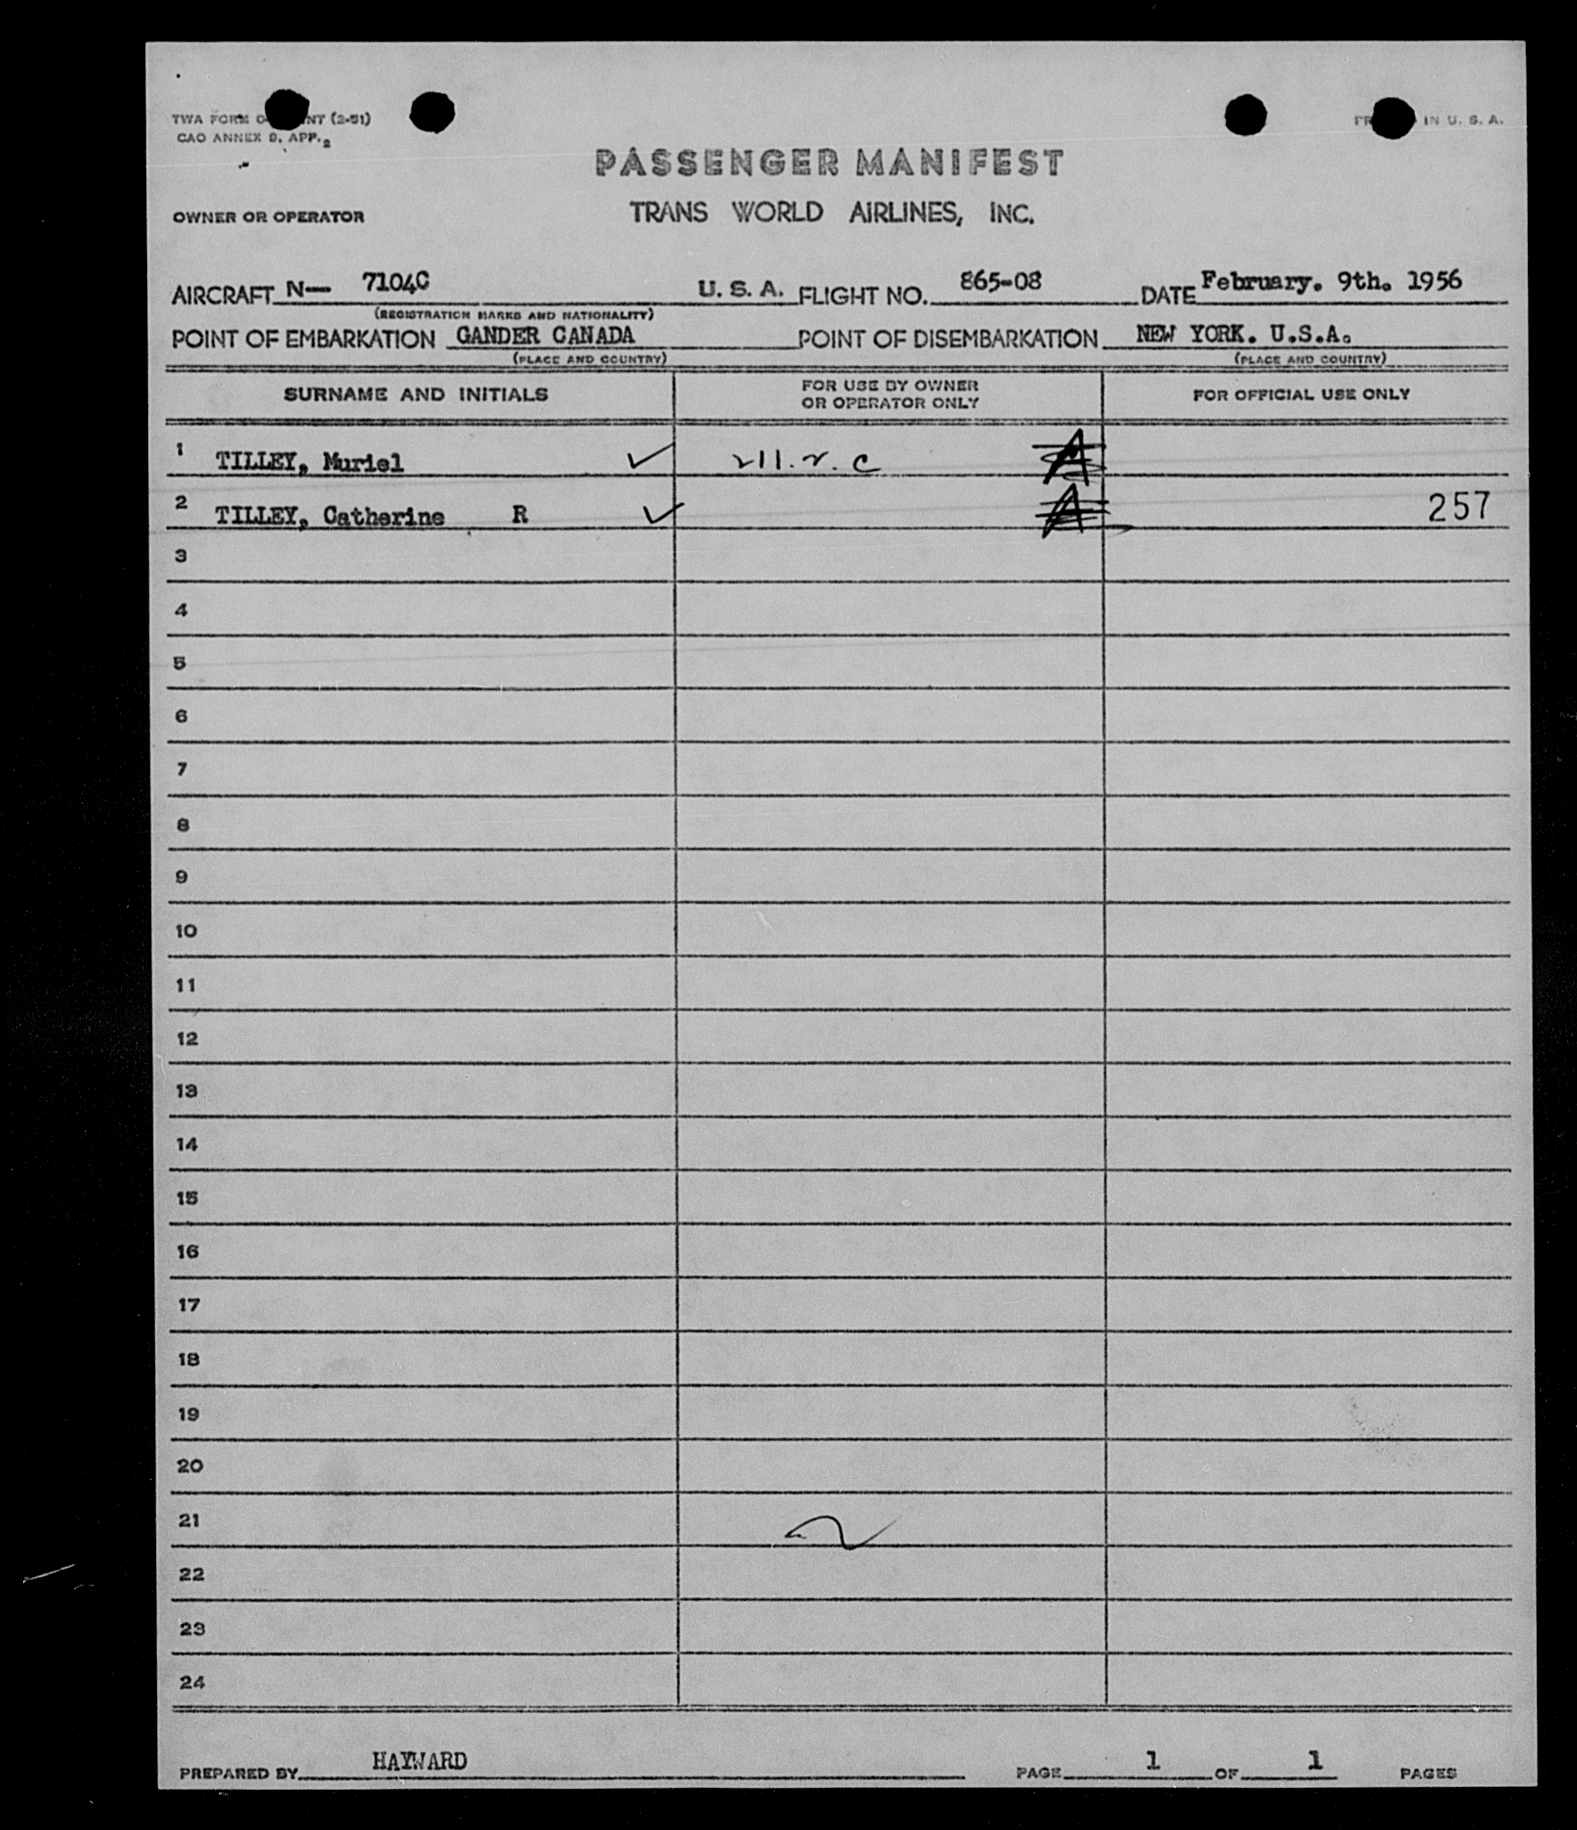 TWA FORM O NT (2-51)
CAO ANNEX 9, APP. 2
IN U. S. A.
PASSENGER MANIFEST
OWNER OR OPERATOR TRANS WORLD AIRLINES, INC.
AIRCRAFT N— 7104C U. S. A. FLIGHT NO. 865-08 DATE February. 9th. 1956
(REGISTRATION MARKS AND NATIONALITY)
POINT OF EMBARKATION GANDER CANADA POINT OF DISEMBARKATION NEW YORK. U.S.A.
(PLACE AND COUNTRY) (PLACE AND COUNTRY)
SURNAME AND INITIALS FOR USE BY OWNER OR OPERATOR ONLY FOR OFFICIAL USE ONLY
1 TILLEY, Muriel
2 TILLEY, Catherine R 257
3
4
5
6
7
8
9
10
11
12
13
14
15
16
17
18
19
20
21
22
23
24
PREPARED BY HAYWARD PAGE 1 OF 1 PAGES